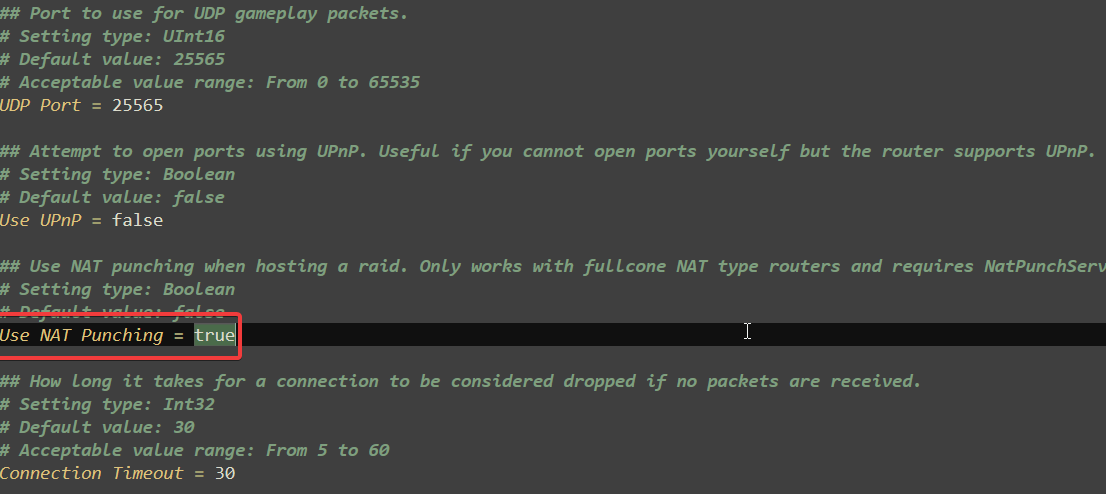 ## Port to use for UDP gameplay packets.
# Setting type: UInt16
# Default value: 25565
# Acceptable value range: From 0 to 65535
UDP Port = 25565
## Attempt to open ports using UPnP. Useful if you cannot open ports yourself but the router supports UPnP.
# Setting type: Boolean
# Default value: false
Use UPnP = false
## Use NAT punching when hosting a raid. Only works with fullcone NAT type routers and requires NatPunchServ
# Setting type: Boolean
# Default value: false
Use NAT Punching = true
## How long it takes for a connection to be considered dropped if no packets are received.
# Setting type: Int32
# Default value: 30
# Acceptable value range: From 5 to 60
Connection Timeout = 30